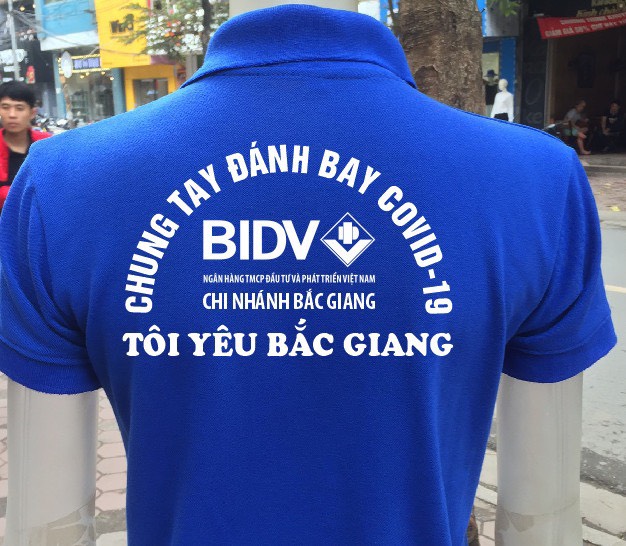 CHUNG TAY ĐÁNH BAY COVID-19
BIDV
NGÂN HÀNG TMCP ĐẦU TƯ VÀ PHÁT TRIỂN VIỆT NAM
CHI NHÁNH BẮC GIANG
TÔI YÊU BẮC GIANG